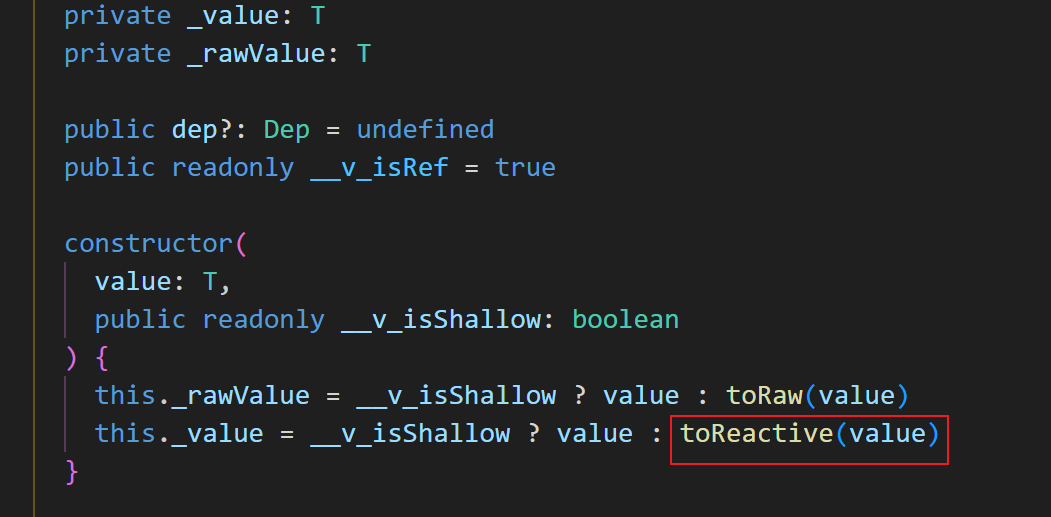 private _value: T
private _rawValue: T
public dep?: Dep = undefined
public readonly __v_isRef = true
constructor(
value: T,
public readonly __v_isShallow: boolean
) {
this._rawValue = __v_isShallow ? value : toRaw(value)
this._value = __v_isShallow ? value : toReactive(value)
}